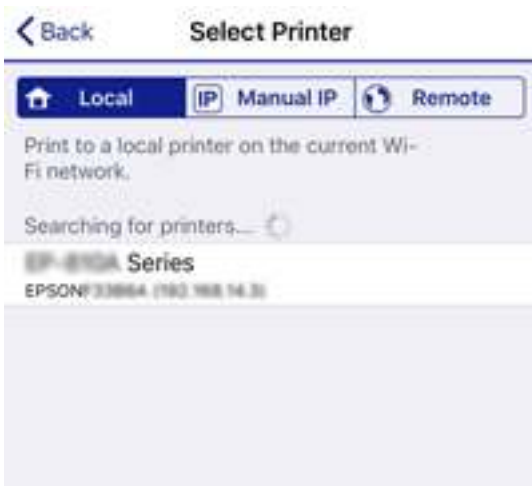 Back
Select Printer
Local
IP Manual IP
Remote
Print to a local printer on the current Wi-
Fi network.
Searching for printers...
Series
EPSON